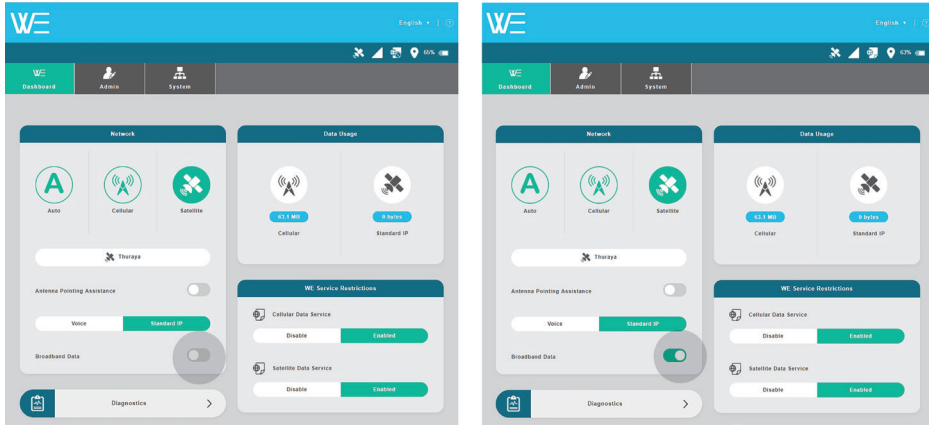 WE
English
65%
WE
Dashboard
Admin
System
Network
A
Auto
Cellular
Satellite
Thuraya
Antenna Pointing Assistance
Voice
Standard IP
Broadband Data
Diagnostics
Data Usage
63.1 MB
0 bytes
Cellular
Standard IP
WE Service Restrictions
Cellular Data Service
Disable
Enabled
Satellite Data Service
Disable
Enabled
WE
English
63%
WE
Dashboard
Admin
System
Network
A
Auto
Cellular
Satellite
Thuraya
Antenna Pointing Assistance
Voice
Standard IP
Broadband Data
Diagnostics
Data Usage
63.1 MB
0 bytes
Cellular
Standard IP
WE Service Restrictions
Cellular Data Service
Disable
Enabled
Satellite Data Service
Disable
Enabled